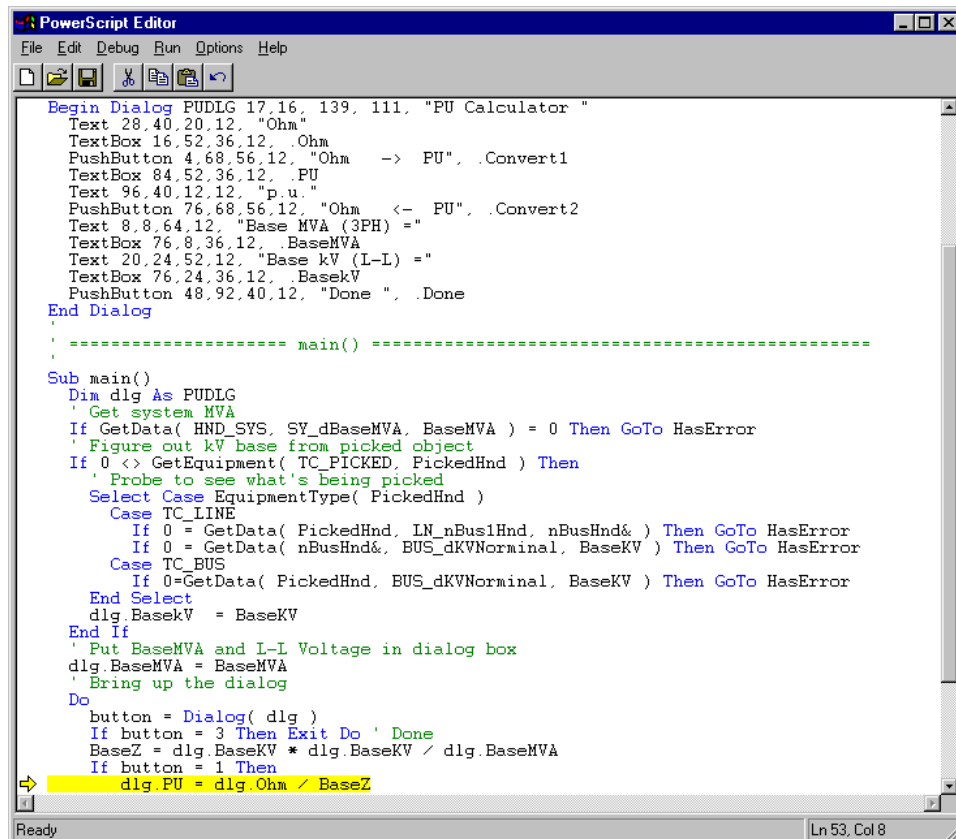 PowerScript Editor
File Edit Debug Run Options Help
Begin Dialog PUDLG 17,16, 139, 111, "PU Calculator "
  Text 28,40,20,12, "Ohm"
  TextBox 16,52,36,12, .Ohm
  PushButton 4,68,56,12, "Ohm   -> PU", .Convert1
  TextBox 84,52,36,12, .PU
  Text 96,40,12,12, "p.u."
  PushButton 76,68,56,12, "Ohm   <- PU", .Convert2
  Text 8,8,64,12, "Base MVA (3PH) ="
  TextBox 76,8,36,12, .BaseMVA
  Text 20,24,52,12, "Base kV (L-L) ="
  TextBox 76,24,36,12, .BasekV
  PushButton 48,92,40,12, "Done ", .Done
End Dialog
'
' ===================== main() ================================================
'
Sub main()
  Dim dlg As PUDLG
  ' Get system MVA
  If GetData( HND_SYS, SY_dBaseMVA, BaseMVA ) = 0 Then GoTo HasError
  ' Figure out kV base from picked object
  If 0 <> GetEquipment( TC_PICKED, PickedHnd ) Then
    ' Probe to see what's being picked
    Select Case EquipmentType( PickedHnd )
      Case TC_LINE
        If 0 = GetData( PickedHnd, LN_nBus1Hnd, nBusHnd& ) Then GoTo HasError
        If 0 = GetData( nBusHnd&, BUS_dKVNorminal, BaseKV ) Then GoTo HasError
      Case TC_BUS
        If 0=GetData( PickedHnd, BUS_dKVNorminal, BaseKV ) Then GoTo HasError
    End Select
    dlg.BasekV  = BaseKV
  End If
  ' Put BaseMVA and L-L Voltage in dialog box
  dlg.BaseMVA = BaseMVA
  ' Bring up the dialog
  Do
    button = Dialog( dlg )
    If button = 3 Then Exit Do ' Done
    BaseZ = dlg.BaseKV * dlg.BaseKV / dlg.BaseMVA
    If button = 1 Then
       dlg.PU = dlg.Ohm / BaseZ
Ready
Ln 53, Col 8